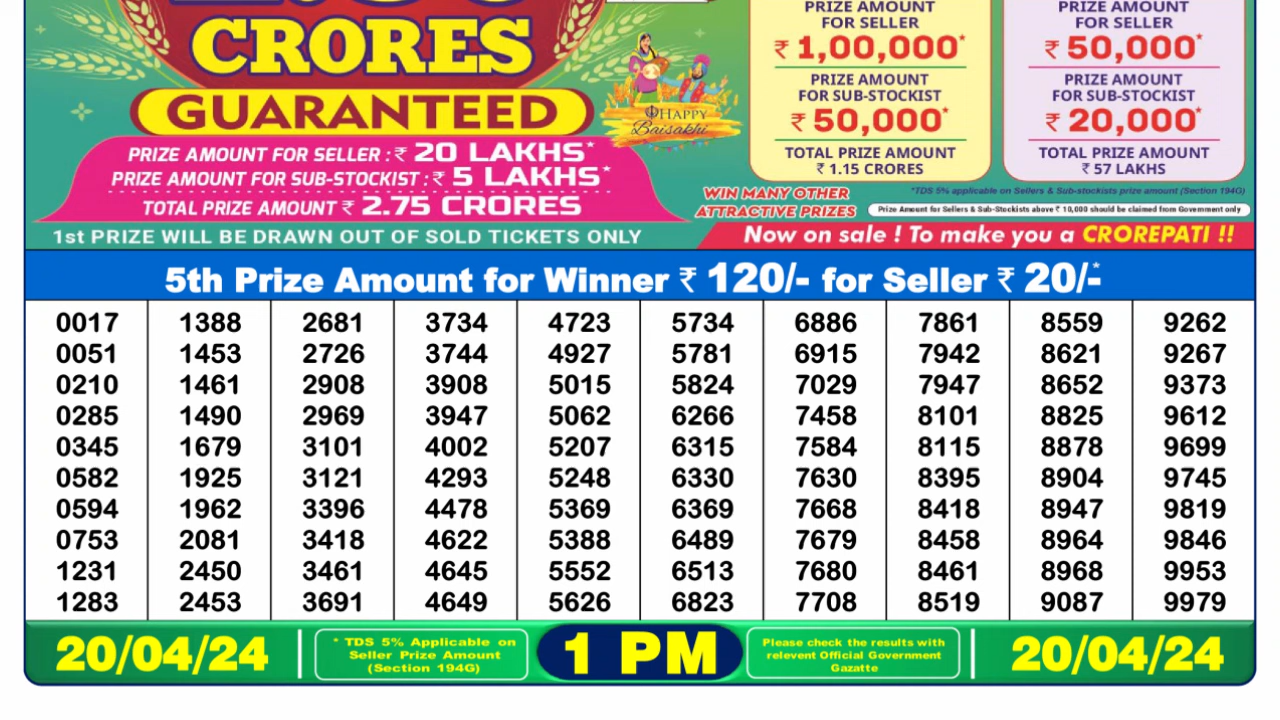 CRORES
GUARANTEED
PRIZE AMOUNT FOR SELLER : ₹ 20 LAKHS*
PRIZE AMOUNT FOR SUB-STOCKIST : ₹ 5 LAKHS*
TOTAL PRIZE AMOUNT ₹ 2.75 CRORES
1st PRIZE WILL BE DRAWN OUT OF SOLD TICKETS ONLY
HAPPY
Baisakhi
PRIZE AMOUNT
FOR SELLER
₹ 1,00,000*
PRIZE AMOUNT
FOR SUB-STOCKIST
₹ 50,000*
TOTAL PRIZE AMOUNT
₹ 1.15 CRORES
PRIZE AMOUNT
FOR SELLER
₹ 50,000*
PRIZE AMOUNT
FOR SUB-STOCKIST
₹ 20,000*
TOTAL PRIZE AMOUNT
₹ 57 LAKHS
WIN MANY OTHER
ATTRACTIVE PRIZES
*TDS 5% applicable on Sellers & Sub-stockists prize amount (Section 194G)
Prize Amount for Sellers & Sub-Stockists above ₹ 10,000 should be claimed from Government only
Now on sale ! To make you a CROREPATI !!
5th Prize Amount for Winner ₹ 120/- for Seller ₹ 20/-*
0017 1388 2681 3734 4723 5734 6886 7861 8559 9262
0051 1453 2726 3744 4927 5781 6915 7942 8621 9267
0210 1461 2908 3908 5015 5824 7029 7947 8652 9373
0285 1490 2969 3947 5062 6266 7458 8101 8825 9612
0345 1679 3101 4002 5207 6315 7584 8115 8878 9699
0582 1925 3121 4293 5248 6330 7630 8395 8904 9745
0594 1962 3396 4478 5369 6369 7668 8418 8947 9819
0753 2081 3418 4622 5388 6489 7679 8458 8964 9846
1231 2450 3461 4645 5552 6513 7680 8461 8968 9953
1283 2453 3691 4649 5626 6823 7708 8519 9087 9979
20/04/24
* TDS 5% Applicable on
Seller Prize Amount
(Section 194G)
1 PM
Please check the results with
relevent Official Government
Gazatte
20/04/24